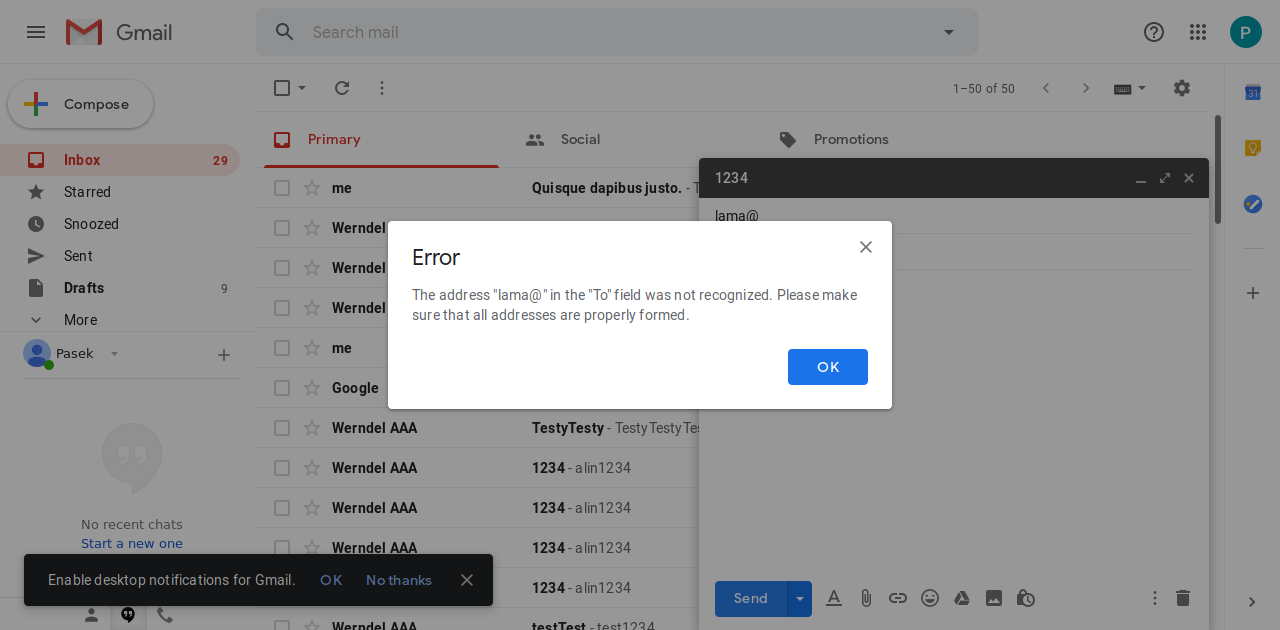 Gmail
Search mail
P
Compose
1–50 of 50
31
Primary
Social
Promotions
Inbox
29
Starred
Snoozed
Sent
Drafts
9
More
Pasek
No recent chats
Start a new one
me
Quisque dapibus justo. - T
Werndel
Werndel
Werndel
me
Google
Werndel AAA
TestyTesty - TestyTestyTes
Werndel AAA
1234 - alin1234
Werndel AAA
1234 - alin1234
Werndel AAA
1234 - alin1234
1234 - alin1234
Werndel AAA
testTest - test1234
1234
lama@
Error
The address "lama@" in the "To" field was not recognized. Please make
sure that all addresses are properly formed.
OK
Enable desktop notifications for Gmail.
OK
No thanks
Send